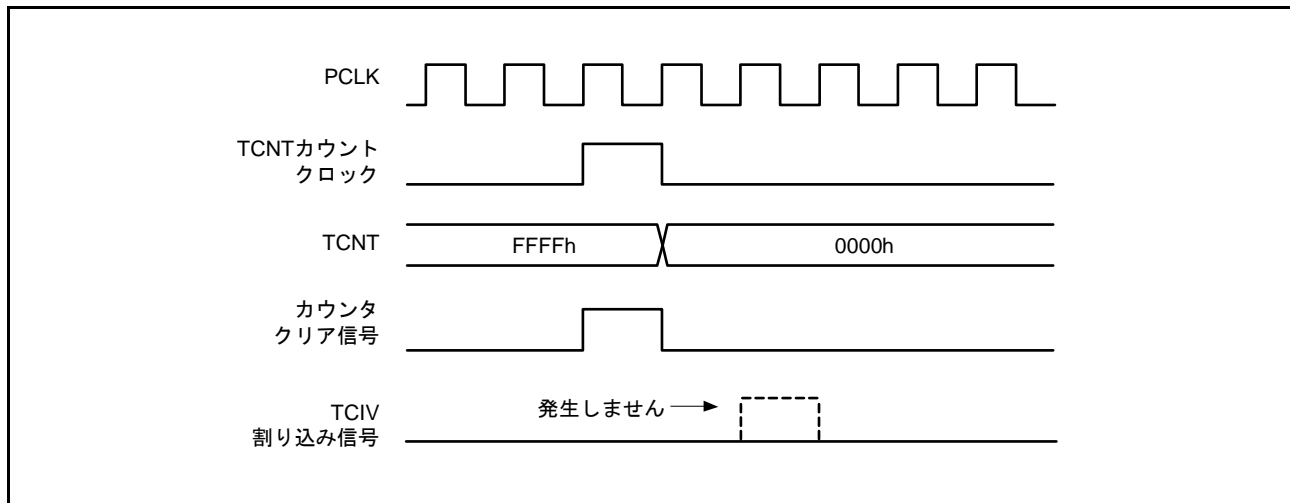 PCLK
TCNTカウント
クロック
TCNT
FFFFh
0000h
カウンタ
クリア信号
TCIV
割り込み信号
発生しません